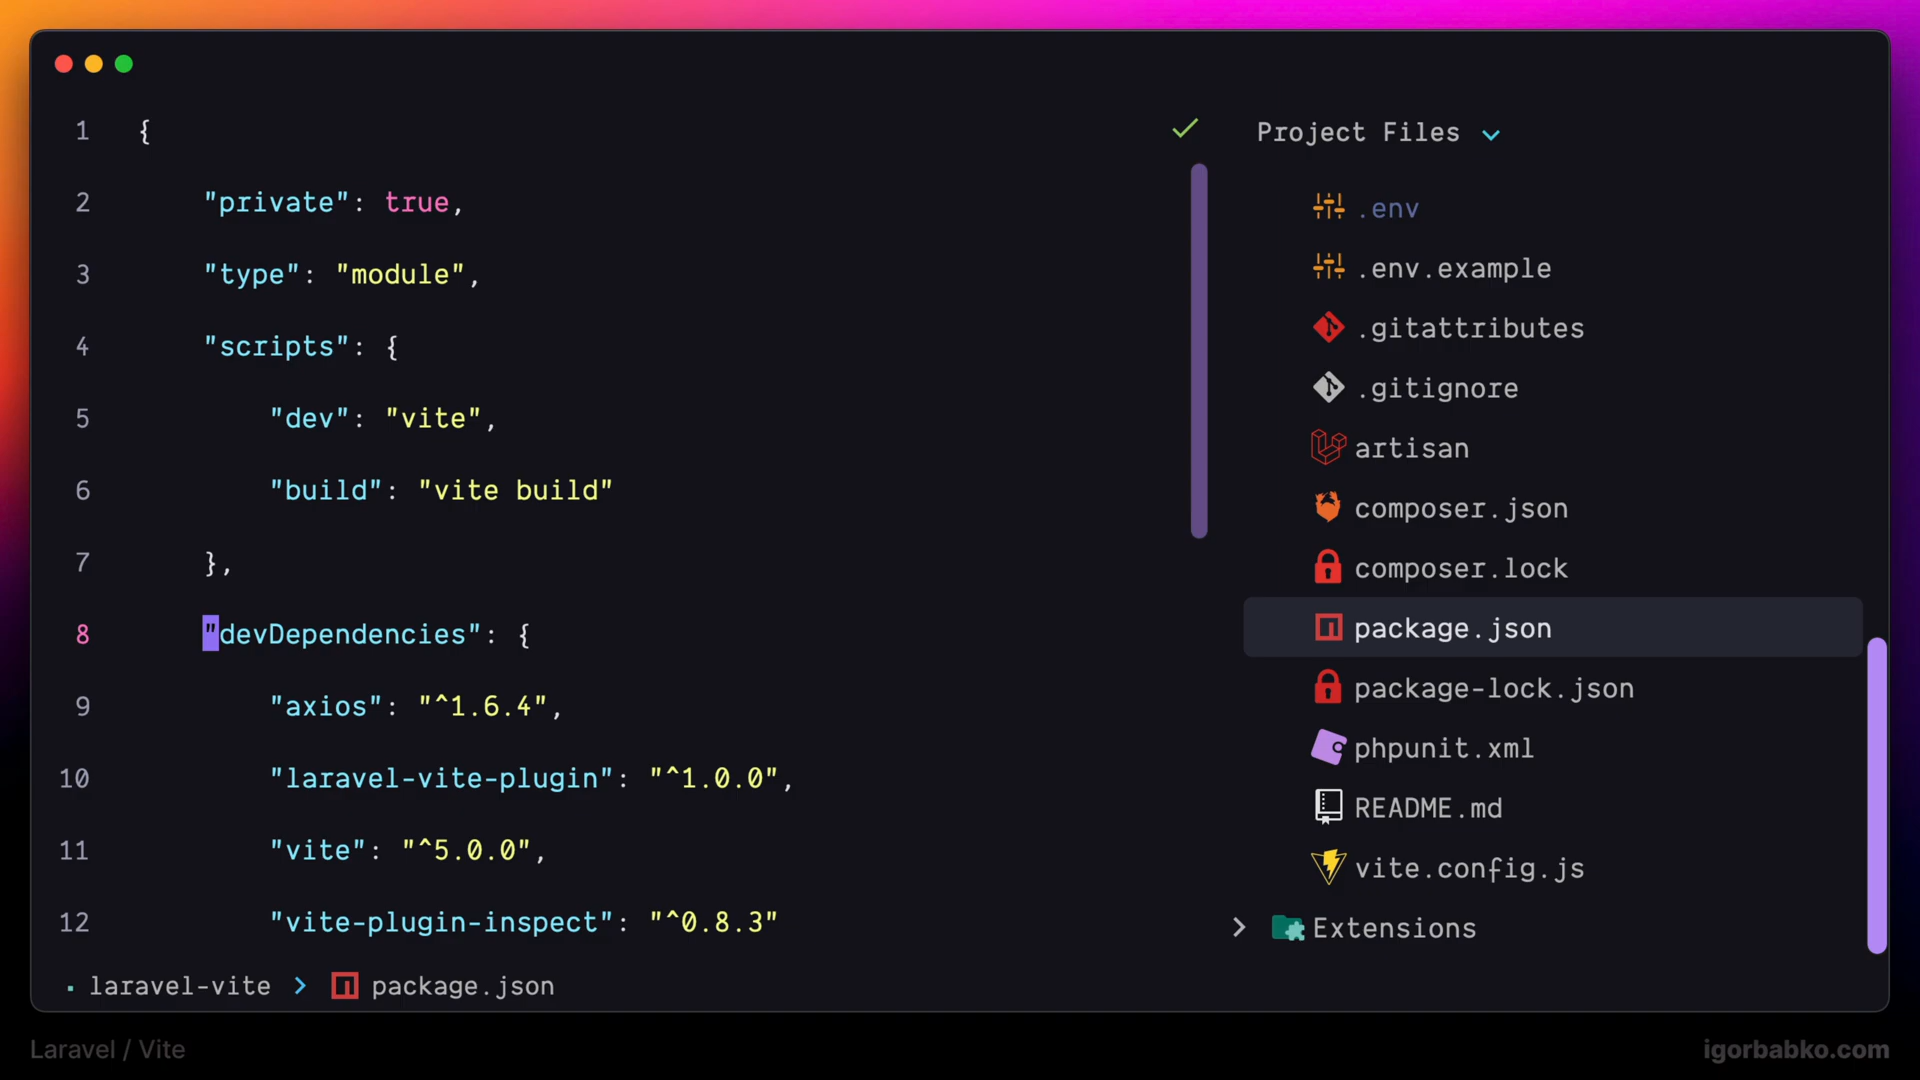 1 {
2 "private": true,
3 "type": "module",
4 "scripts": {
5 "dev": "vite",
6 "build": "vite build"
7 },
8 "devDependencies": {
9 "axios": "^1.6.4",
10 "laravel-vite-plugin": "^1.0.0",
11 "vite": "^5.0.0",
12 "vite-plugin-inspect": "^0.8.3"
laravel-vite > package.json
Project Files
.env
.env.example
.gitattributes
.gitignore
artisan
composer.json
composer.lock
package.json
package-lock.json
phpunit.xml
README.md
vite.config.js
Extensions
Laravel / Vite
igorbabko.com